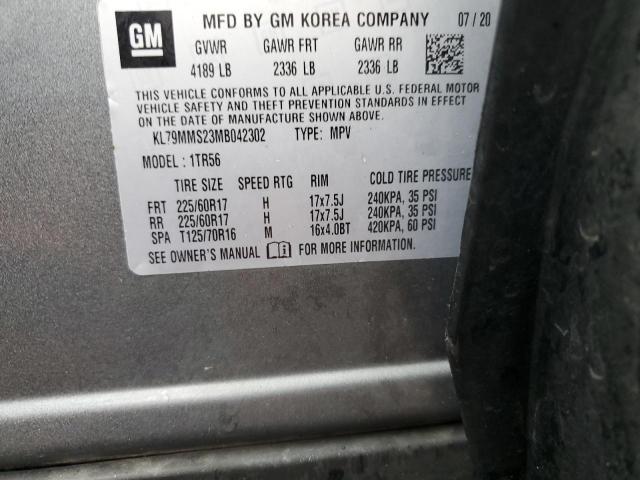 GM
MFD BY GM KOREA COMPANY 07/20
GVWR GAWR FRT GAWR RR
4189 LB 2336 LB 2336 LB
THIS VEHICLE CONFORMS TO ALL APPLICABLE U.S. FEDERAL MOTOR
VEHICLE SAFETY AND THEFT PREVENTION STANDARDS IN EFFECT
ON THE DATE OF MANUFACTURE SHOWN ABOVE.
KL79MMS23MB042302 TYPE: MPV
MODEL: 1TR56
TIRE SIZE SPEED RTG RIM COLD TIRE PRESSURE
FRT 225/60R17 H 17x7.5J 240KPA, 35 PSI
RR 225/60R17 H 17x7.5J 240KPA, 35 PSI
SPA T125/70R16 M 16x4.0BT 420KPA, 60 PSI
SEE OWNER'S MANUAL FOR MORE INFORMATION.